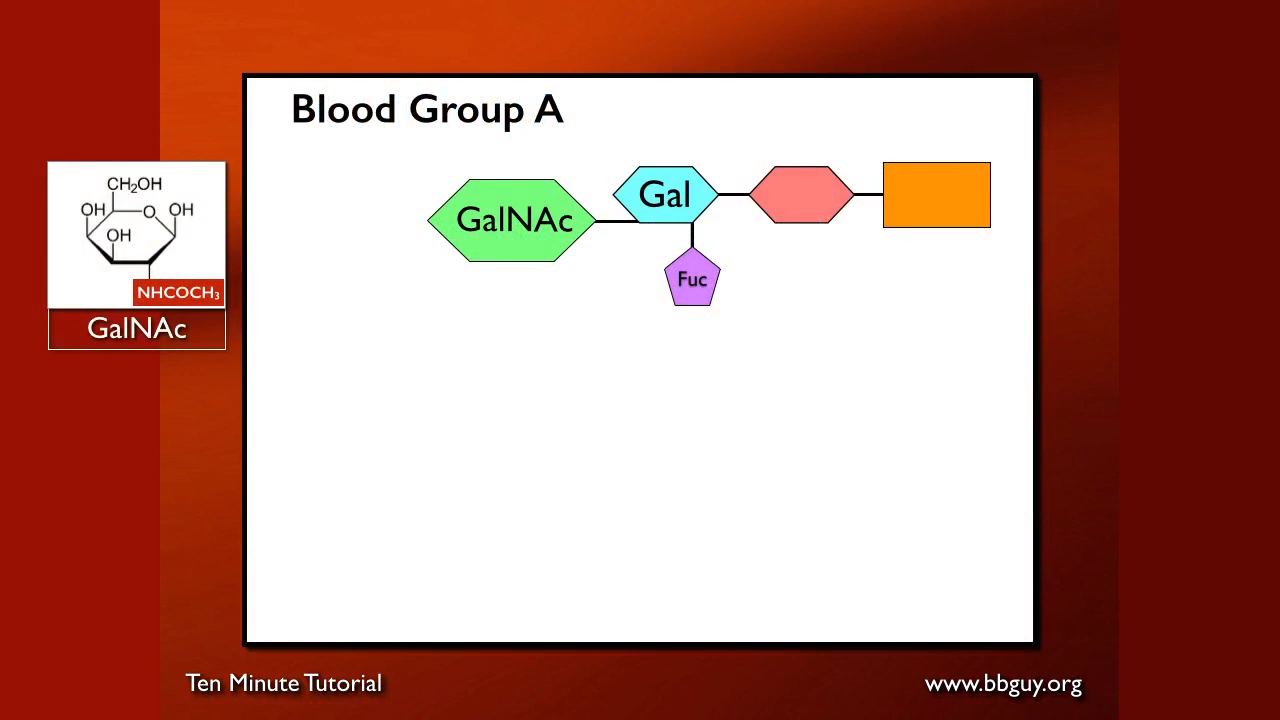 Blood Group A
GalNAc
Gal
Fuc
CH₂OH
OH
O
OH
OH
NHCOCH₃
GalNAc
Ten Minute Tutorial
www.bbguy.org